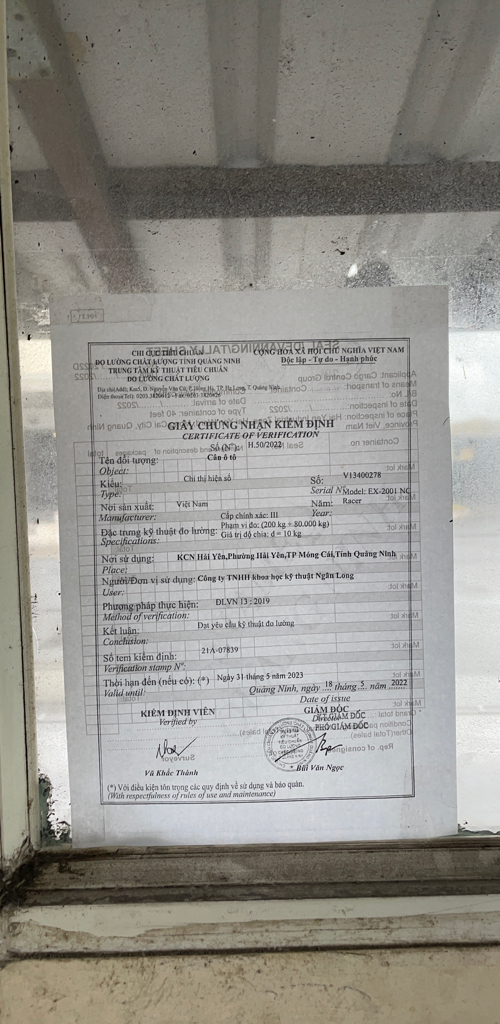 CHI CỤC TIÊU CHUẨN
ĐO LƯỜNG CHẤT LƯỢNG TỈNH QUẢNG NINH
TRUNG TÂM KỸ THUẬT TIÊU CHUẨN
ĐO LƯỜNG CHẤT LƯỢNG
CỘNG HOÀ XÃ HỘI CHỦ NGHĨA VIỆT NAM
Độc lập - Tự do - Hạnh phúc
GIẤY CHỨNG NHẬN KIỂM ĐỊNH
CERTIFICATE OF VERIFICATION
Số (N°): H.50/2022
Tên đối tượng: Cân ô tô
Object:
Kiểu: Chỉ thị hiện số Số: V13400278
Type: Serial N° Model: EX-2001 NC
Nơi sản xuất: Việt Nam Năm: Racer
Manufacturer: Cấp chính xác: III Year:
Đặc trưng kỹ thuật đo lường: Phạm vi đo: (200 kg ÷ 80.000 kg)
Specifications: Giá trị độ chia: d = 10 kg
Nơi sử dụng: KCN Hải Yên,Phường Hải Yên,TP Móng Cái,Tỉnh Quảng Ninh
Place:
Người/Đơn vị sử dụng: Công ty TNHH khoa học kỹ thuật Ngân Long
User:
Phương pháp thực hiện: ĐLVN 13 : 2019
Method of verification:
Kết luận: Đạt yêu cầu kỹ thuật đo lường
Conclusion:
Số tem kiểm định: 21A-07839
Verification stamp N°:
Thời hạn đến (nếu có): (*) Ngày 31 tháng 5 năm 2023
Valid until: Quảng Ninh, ngày 18 tháng 5 năm 2022
Date of issue
KIỂM ĐỊNH VIÊN GIÁM ĐỐC
Verified by Director
PHÓ GIÁM ĐỐC
Vũ Khắc Thành Bùi Văn Ngọc
(*) Với điều kiện tôn trọng các quy định về sử dụng và bảo quản.
(With respectfulness of rules of use and maintenance)